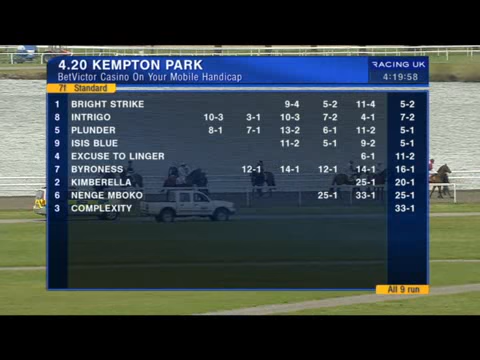 4.20 KEMPTON PARK
RACING UK
BetVictor Casino On Your Mobile Handicap
4:19:58
7f Standard
1 BRIGHT STRIKE 9-4 5-2 11-4 5-2
8 INTRIGO 10-3 3-1 10-3 7-2 4-1 7-2
5 PLUNDER 8-1 7-1 13-2 6-1 11-2 5-1
9 ISIS BLUE 11-2 5-1 9-2 5-1
4 EXCUSE TO LINGER 6-1 11-2
7 BYRONESS 12-1 14-1 12-1 14-1 16-1
2 KIMBERELLA 25-1 20-1
6 NENGE MBOKO 25-1 33-1 25-1
3 COMPLEXITY 33-1
All 9 run